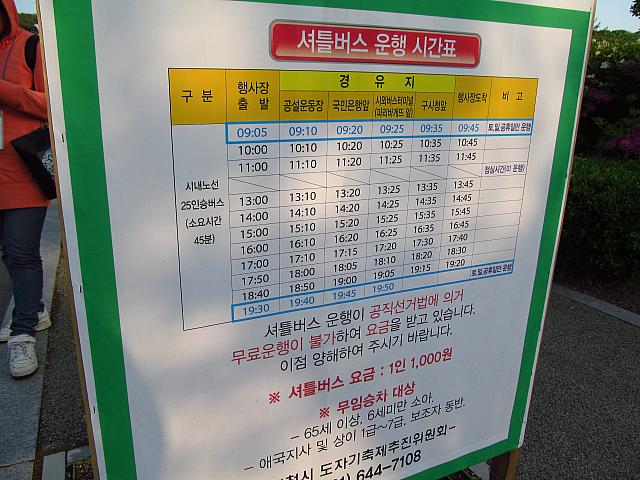 셔틀버스 운행 시간표
구 분 행사장 출 발 경 유 지 행사장도착 비 고
공설운동장 국민은행앞 시외버스터미널 (파리바게뜨 앞) 구시청앞
시내노선
25인승버스
(소요시간
45분)
09:05 09:10 09:20 09:25 09:35 09:45 토,일,공휴일만 운행
10:00 10:10 10:20 10:25 10:35 10:45
11:00 11:10 11:20 11:25 11:35 11:45
점심시간(미 운행)
13:00 13:10 13:20 13:25 13:35 13:45
14:00 14:10 14:20 14:25 14:35 14:45
15:00 15:10 15:20 15:25 15:35 15:45
16:00 16:10 16:20 16:25 16:35 16:45
17:00 17:10 17:15 17:20 17:30 17:40
17:50 18:00 18:05 18:10 18:20 18:30
18:40 18:50 19:00 19:05 19:15 19:20
19:30 19:40 19:45 19:50 토,일,공휴일만 운행
셔틀버스 운행이 공직선거법에 의거
무료운행이 불가하여 요금을 받고 있습니다.
이점 양해하여 주시기 바랍니다.
※ 셔틀버스 요금 : 1인 1,000원
※ 무임승차 대상
- 65세 이상, 6세미만 소아.
- 애국지사 및 상이 1급~7급, 보조자 동반.
시 도자기축제추진위원회-
1) 644-7108